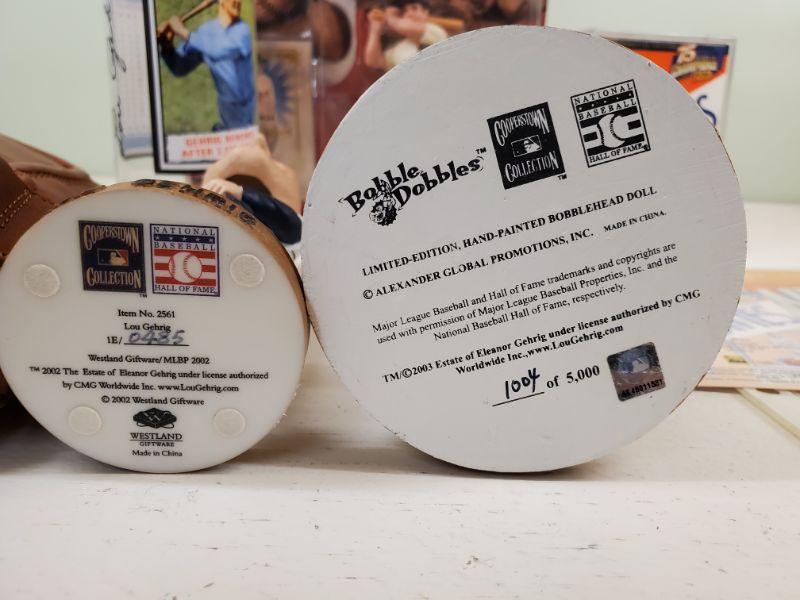 GEHRIG
COOPERSTOWN
COLLECTION
TM
NATIONAL
BASEBALL
HALL OF FAME
Item No. 2561
Lou Gehrig
1E/ 0485
Westland Giftware/MLBP 2002
™ 2002 The Estate of Eleanor Gehrig under license authorized
by CMG Worldwide Inc. www.LouGehrig.com
© 2002 Westland Giftware
WESTLAND
GIFTWARE
Made in China
Bobble
Dobbles™
COOPERSTOWN
COLLECTION
TM
NATIONAL
BASEBALL
HALL OF FAME
LIMITED-EDITION, HAND-PAINTED BOBBLEHEAD DOLL
© ALEXANDER GLOBAL PROMOTIONS, INC. MADE IN CHINA.
Major League Baseball and Hall of Fame trademarks and copyrights are
used with permission of Major League Baseball Properties, Inc. and the
National Baseball Hall of Fame, respectively.
TM/©2003 Estate of Eleanor Gehrig under license authorized by CMG
Worldwide Inc.,www.LouGehrig.com
1004 of 5,000